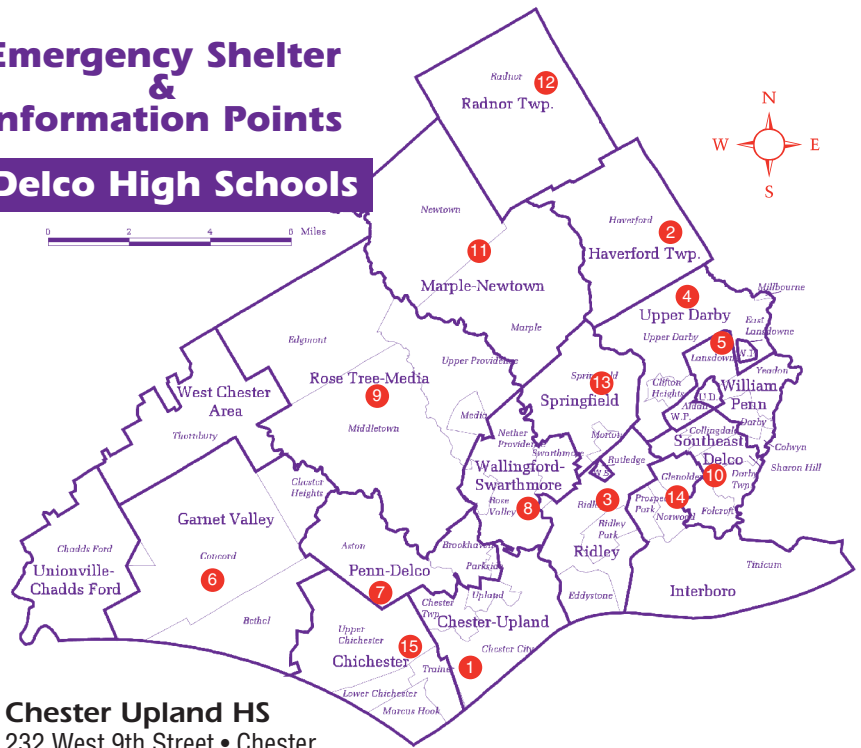 Emergency Shelter
&
Information Points
Delco High Schools
0 2 4 6 Miles
N
W E
S
Radnor
12
Radnor Twp.
Newtown
11
Marple-Newtown
Marple
Haverford
2
Haverford Twp.
4
Upper Darby
Upper Darby
Millbourne
East
Lansdowne
5
Lansdowne
W.P.
Yeadon
Edgmont
Upper Providence
Rose Tree-Media
9
Middletown
Media
West Chester
Area
Thornbury
Springfield
13
Springfield
Morton
Clifton
Heights
U.D.
Aldan
W.P.
William
Penn
Darby
Collingdale
Southeast
Delco
Colwyn
Sharon Hill
Darby
Twp.
10
Folcroft
Glenolden
Nether
Providence
Swarthmore
Wallingford-
Swarthmore
Rose
Valley
8
Rutledge
3
Ridley
Ridley
Park
Ridley
Eddystone
Prospect
Park
14
Norwood
Interboro
Tinicum
Chester
Heights
Garnet Valley
Concord
6
Bethel
Chadds Ford
Unionville-
Chadds Ford
Aston
Penn-Delco
7
Brookhaven
Parkside
Upland
Chester
Twp.
Chester-Upland
Chester City
1
Upper
Chichester
15
Chichester
Trainer
Lower Chichester
Marcus Hook
Chester Upland HS
232 West 9th Street • Chester